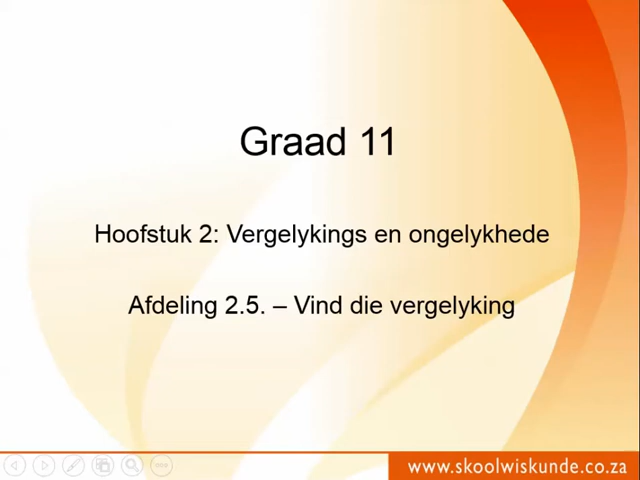 Graad 11
Hoofstuk 2: Vergelykings en ongelykhede
Afdeling 2.5. – Vind die vergelyking
www.skoolwiskunde.co.za